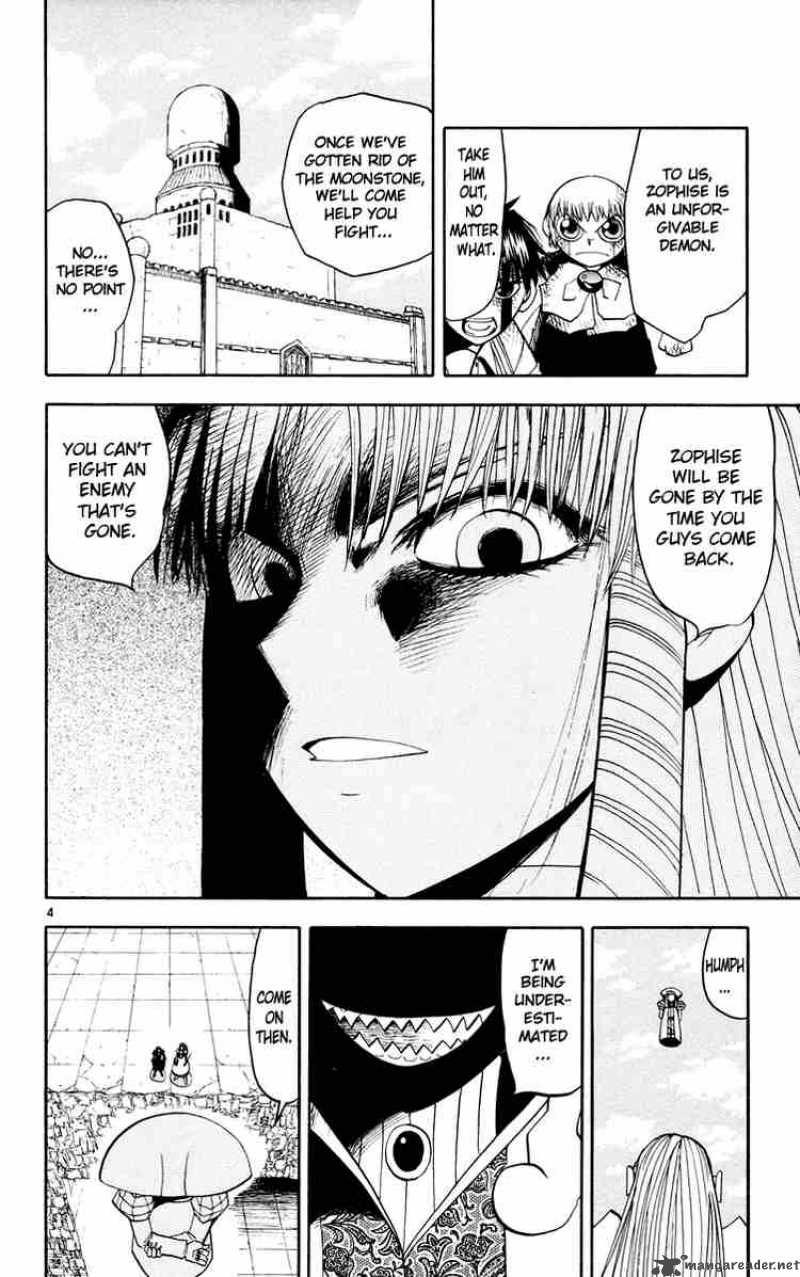 TO US,
ZOPHISE IS
AN UNFOR-
GIVABLE
DEMON.
TAKE
HIM
OUT,
NO
MATTER
WHAT.
ONCE WE'VE
GOTTEN RID OF
THE MOONSTONE,
WE'LL COME
HELP YOU
FIGHT...
NO...
THERE'S
NO POINT
...
ZOPHISE
WILL BE
GONE BY THE
TIME YOU
GUYS COME
BACK.
YOU CAN'T
FIGHT AN
ENEMY
THAT'S
GONE.
4
HUMPH
...
I'M
BEING
UNDER-
ESTI-
MATED
...
COME
ON
THEN.
mangareader.net